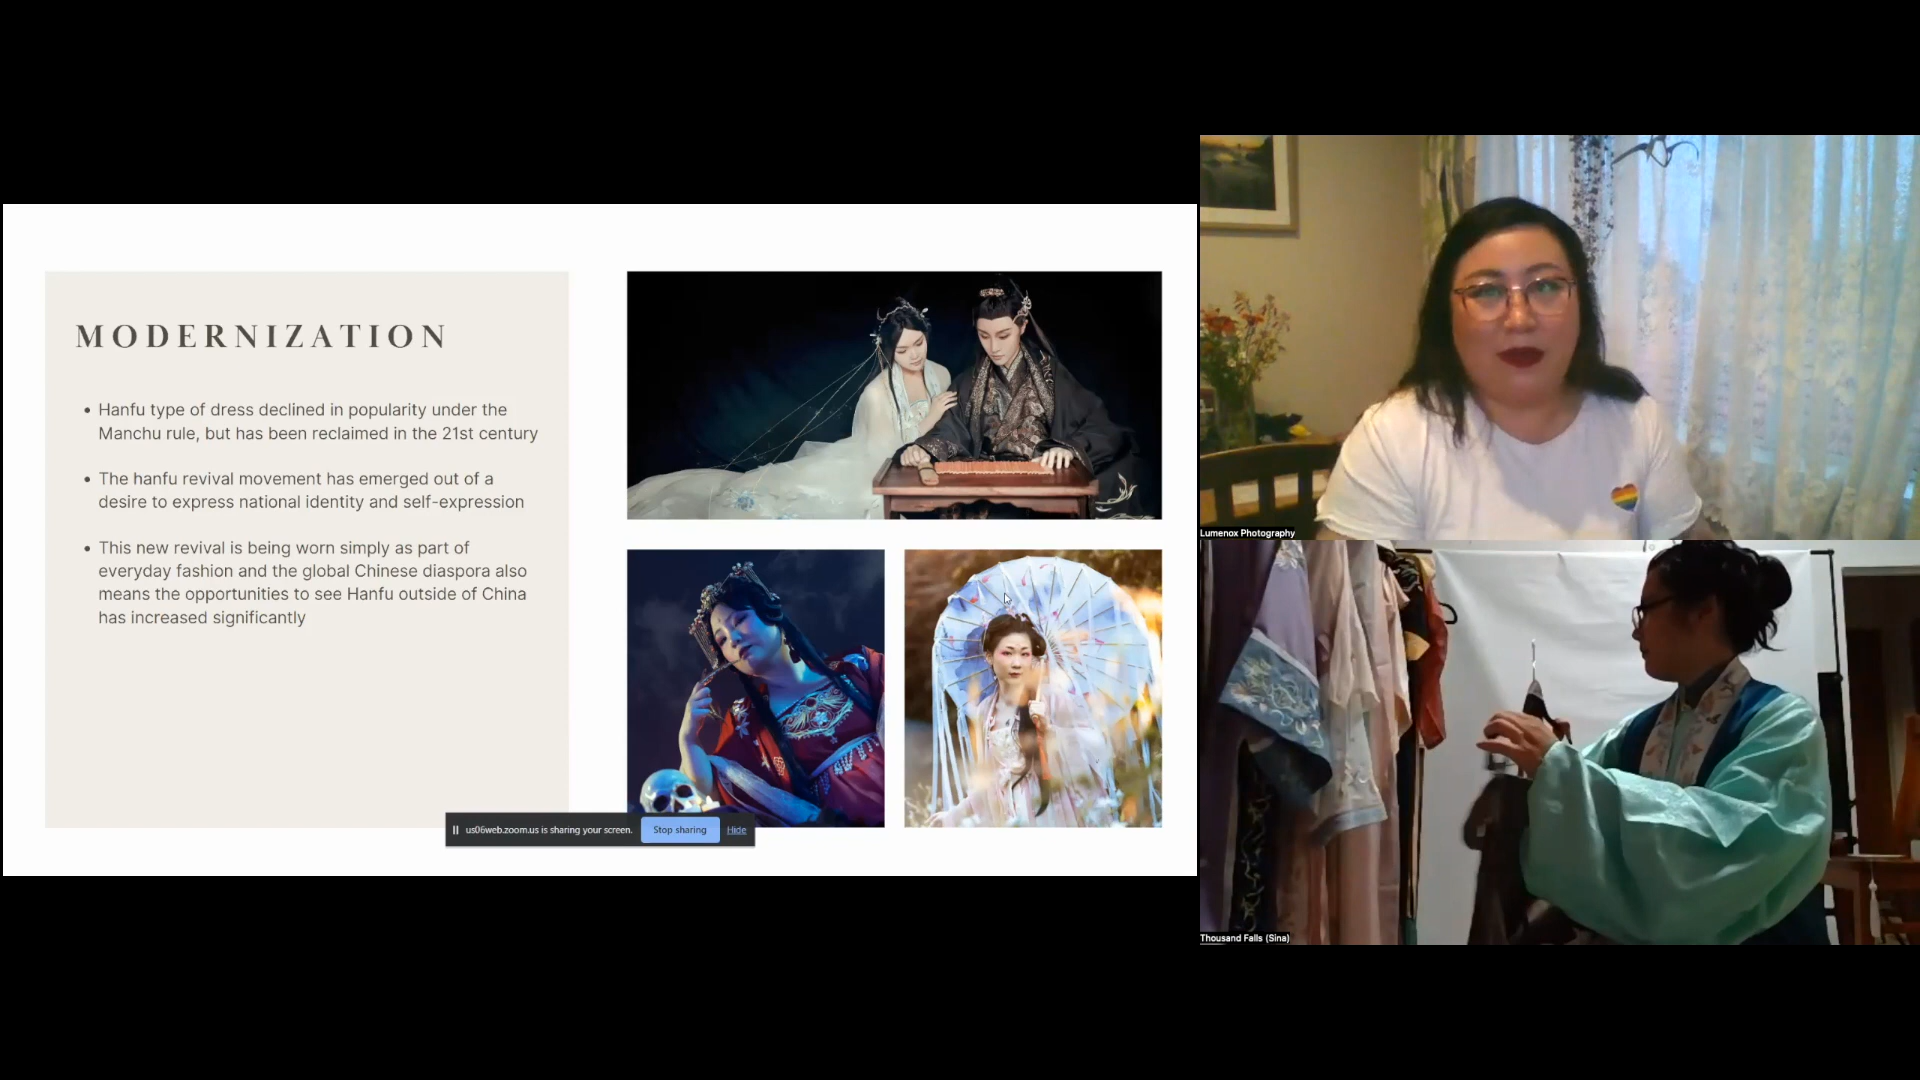 MODERNIZATION
• Hanfu type of dress declined in popularity under the
Manchu rule, but has been reclaimed in the 21st century
• The hanfu revival movement has emerged out of a
desire to express national identity and self-expression
• This new revival is being worn simply as part of
everyday fashion and the global Chinese diaspora also
means the opportunities to see Hanfu outside of China
has increased significantly
us06web.zoom.us is sharing your screen. Stop sharing Hide
Lumenox Photography
Thousand Falls (Sina)